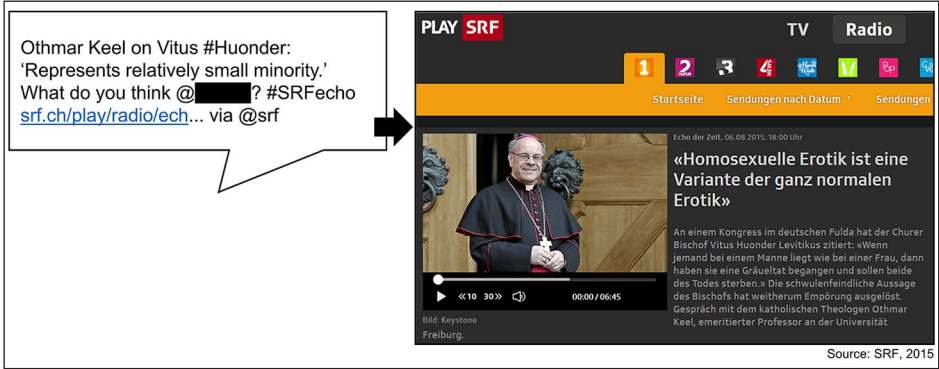 Othmar Keel on Vitus #Huonder:
‘Represents relatively small minority.’
What do you think @ ? #SRFecho
srf.ch/play/radio/ech... via @srf
PLAY SRF
TV Radio
1 2 3 4
Startseite Sendungen nach Datum Sendungen
Echo der Zeit, 06.08.2015, 18:00 Uhr
«Homosexuelle Erotik ist eine
Variante der ganz normalen
Erotik»
An einem Kongress im deutschen Fulda hat der Churer
Bischof Vitus Huonder Levitikus zitiert: «Wenn
jemand bei einem Manne liegt wie bei einer Frau, dann
haben sie eine Gräueltat begangen und sollen beide
des Todes sterben.» Die schwulenfeindliche Aussage
des Bischofs hat weitherum Empörung ausgelöst.
Gespräch mit dem katholischen Theologen Othmar
Keel, emeritierter Professor an der Universität
«10 30» 00:00 / 06:45
Bild: Keystone
Freiburg.
Source: SRF, 2015